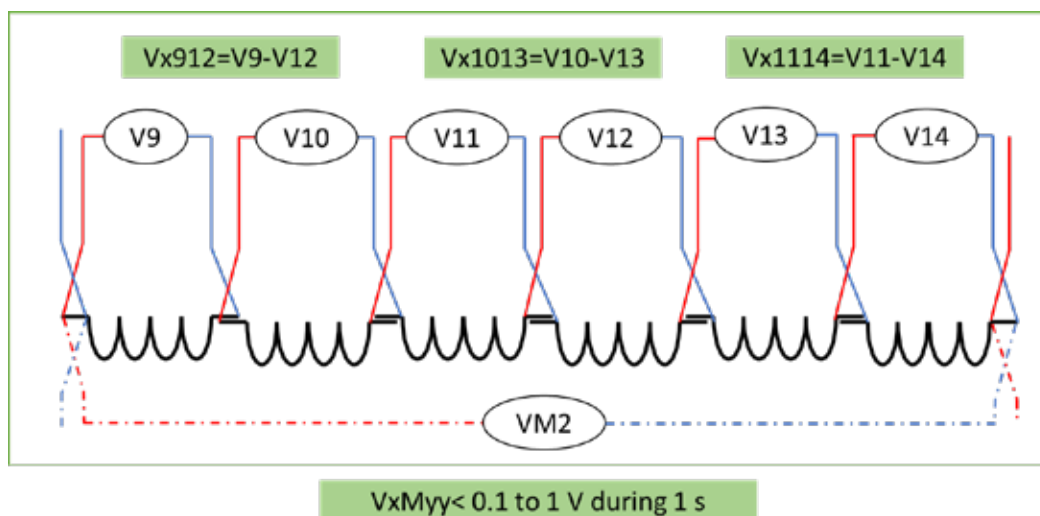 Vx912=V9-V12
Vx1013=V10-V13
Vx1114=V11-V14
V9
V10
V11
V12
V13
V14
VM2
VxMyy< 0.1 to 1 V during 1 s